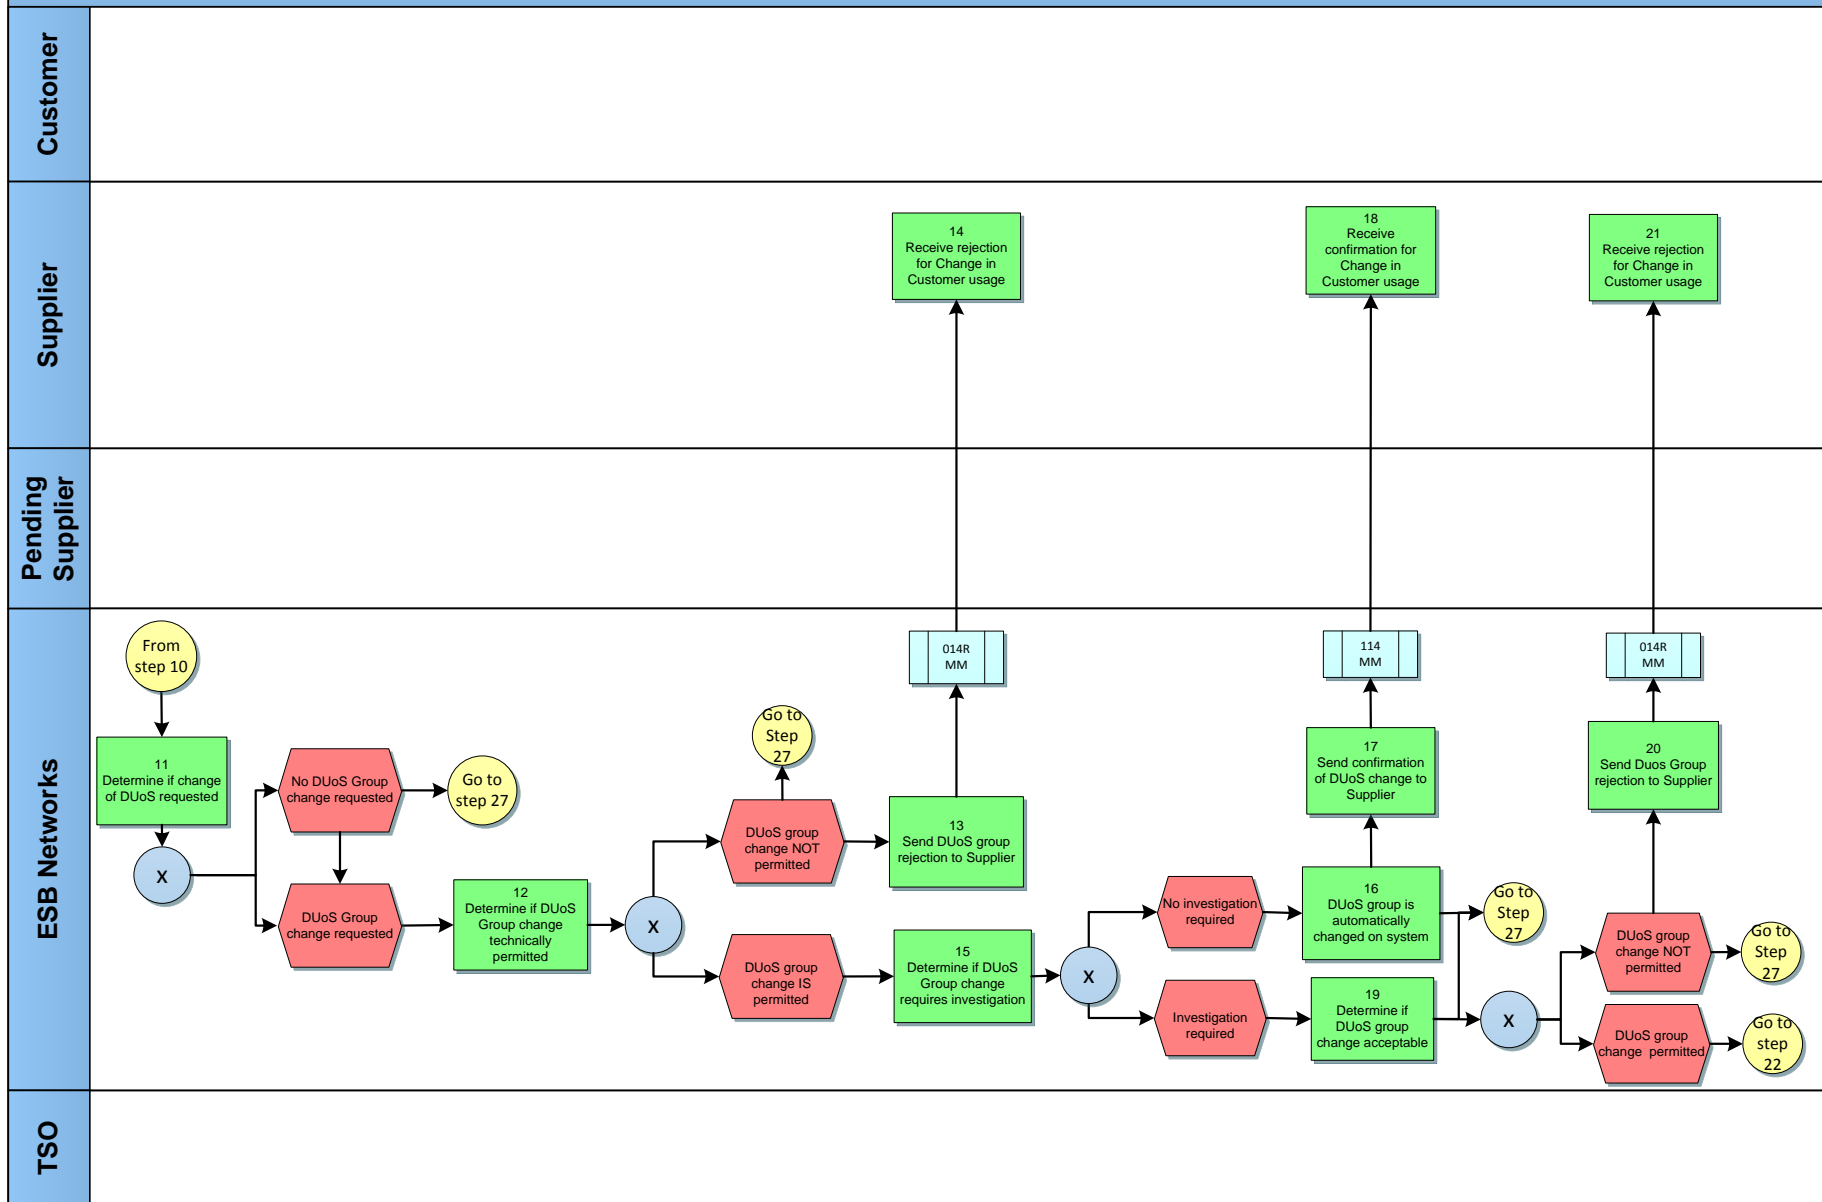 Customer
Supplier
Pending
Supplier
ESB Networks
TSO
14
Receive rejection
for Change in
Customer usage
18
Receive
confirmation for
Change in
Customer usage
21
Receive rejection
for Change in
Customer usage
From
step 10
014R
MM
114
MM
014R
MM
11
Determine if change
of DUoS requested
X
No DUoS Group
change requested
Go to
step 27
DUoS Group
change requested
12
Determine if DUoS
Group change
technically
permitted
X
Go to
Step
27
DUoS group
change NOT
permitted
13
Send DUoS group
rejection to Supplier
DUoS group
change IS
permitted
15
Determine if DUoS
Group change
requires investigation
X
No investigation
required
Investigation
required
17
Send confirmation
of DUoS change to
Supplier
16
DUoS group is
automatically
changed on system
Go to
Step
27
19
Determine if
DUoS group
change acceptable
X
20
Send Duos Group
rejection to Supplier
DUoS group
change NOT
permitted
Go to
Step
27
DUoS group
change  permitted
Go to
step
22